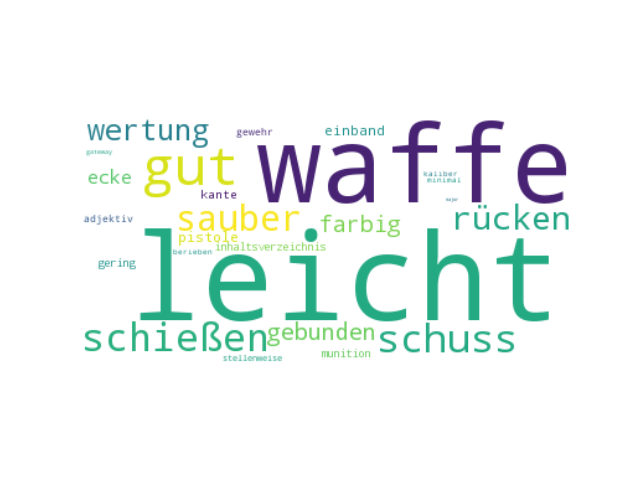 waffe
wertung
gewehr
einband
gateway
gut
ecke
kaliber
minimal
kante
major
adjektiv
sauber
farbig
rücken
pistole
inhaltsverzeichnis
berieben
gering
leicht
schießen
gebunden
schuss
munition
stellenweise